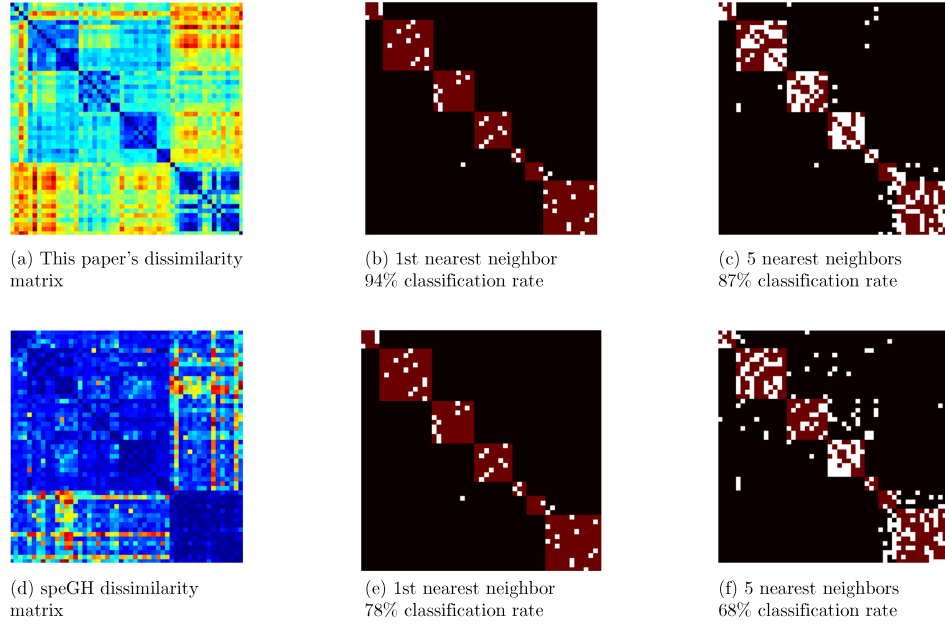 (a) This paper's dissimilarity
matrix
(b) 1st nearest neighbor
94% classification rate
(c) 5 nearest neighbors
87% classification rate
(d) speGH dissimilarity
matrix
(e) 1st nearest neighbor
78% classification rate
(f) 5 nearest neighbors
68% classification rate